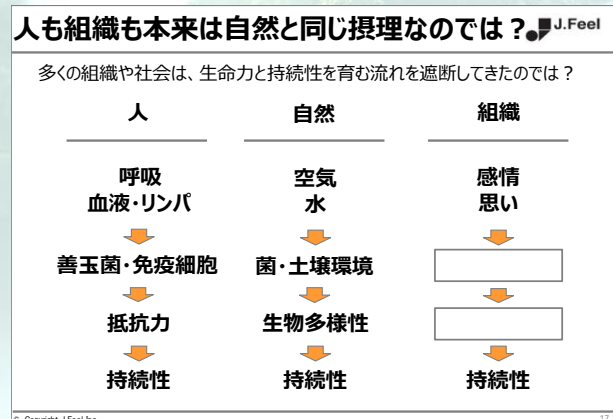 人も組織も本来は自然と同じ摂理なのでは？
J.Feel
多くの組織や社会は、生命力と持続性を育む流れを遮断してきたのでは？
人
自然
組織
呼吸
血液・リンパ
空気
水
感情
思い
善玉菌・免疫細胞
菌・土壌環境
抵抗力
生物多様性
持続性
持続性
持続性
© Copyright J.Feel Inc.
17